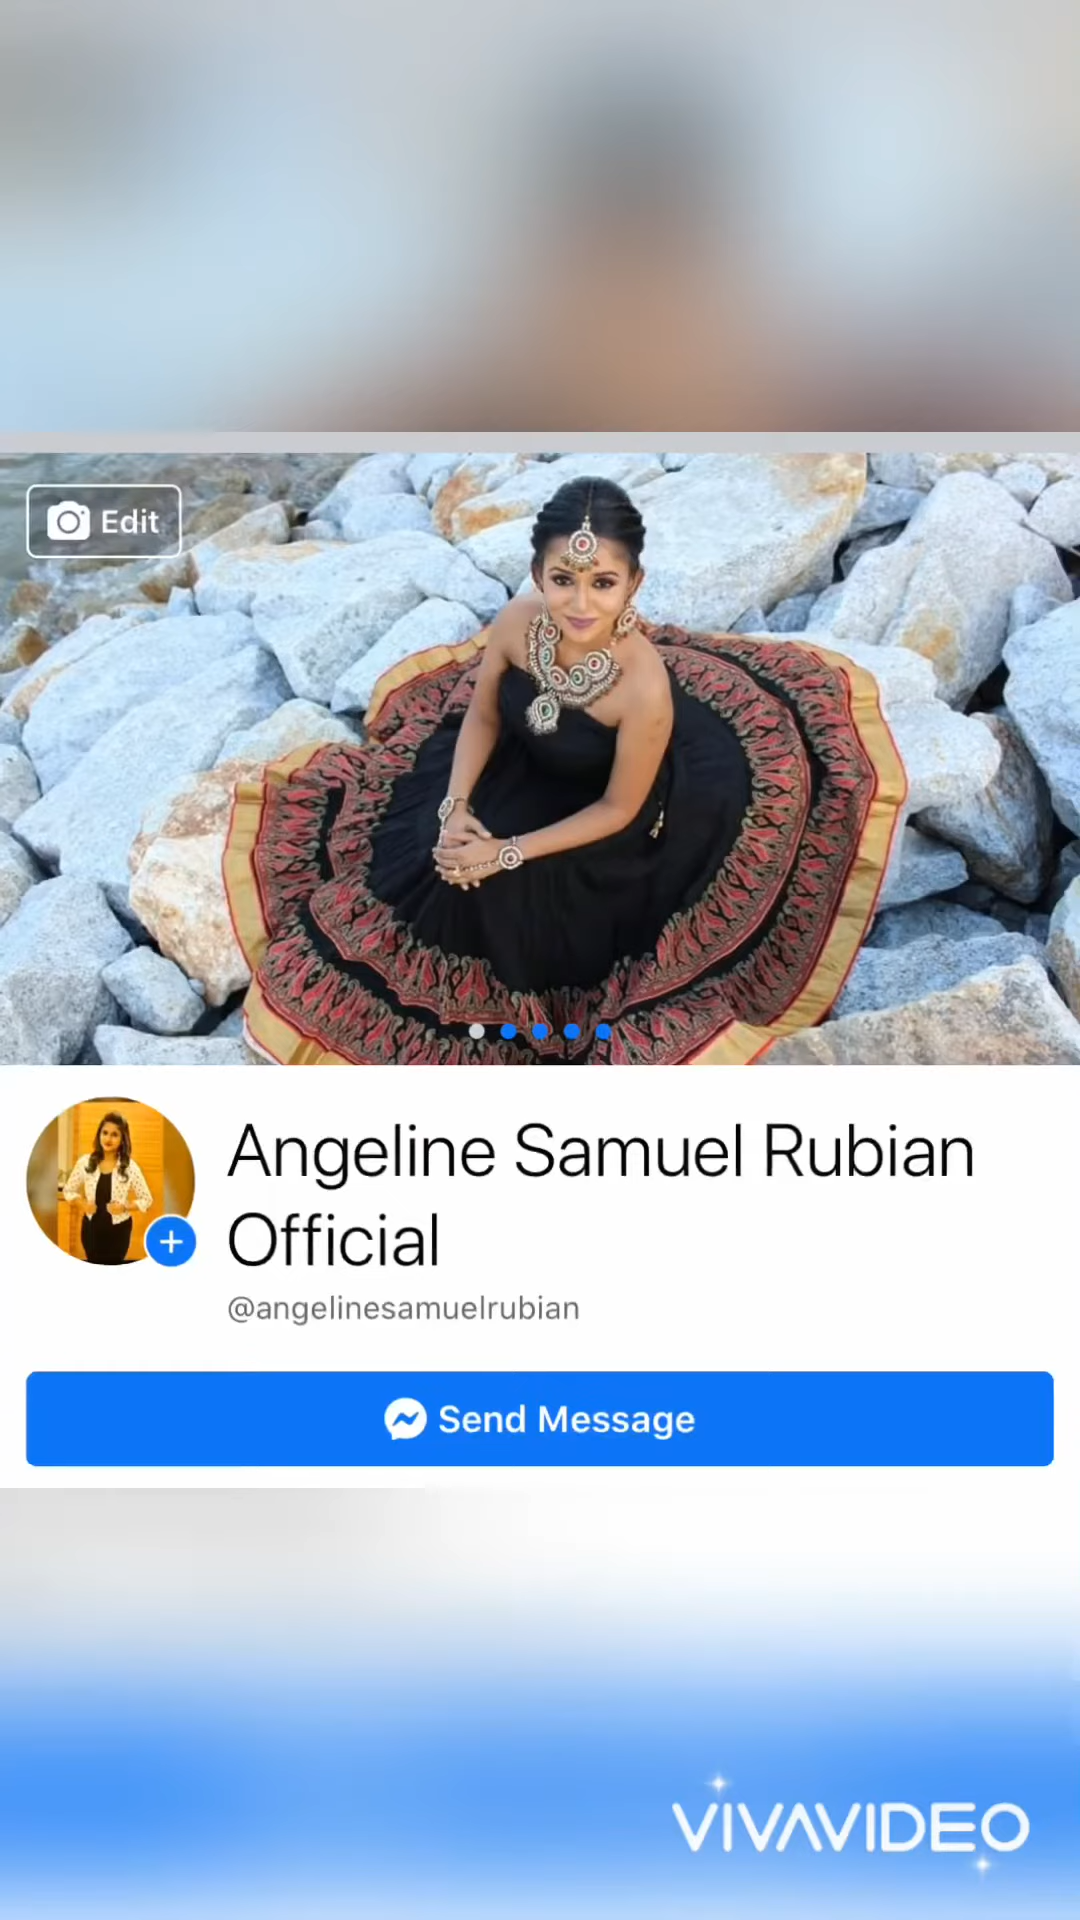 Edit
Angeline Samuel Rubian
Official
@angelinesamuelrubian
Send Message
VIVAVIDEO